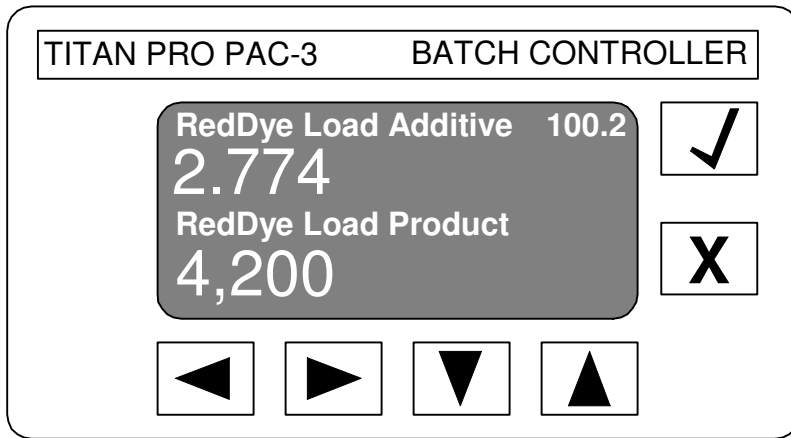 TITAN PRO PAC-3 BATCH CONTROLLER
RedDye Load Additive 100.2
2.774
RedDye Load Product
4,200
X